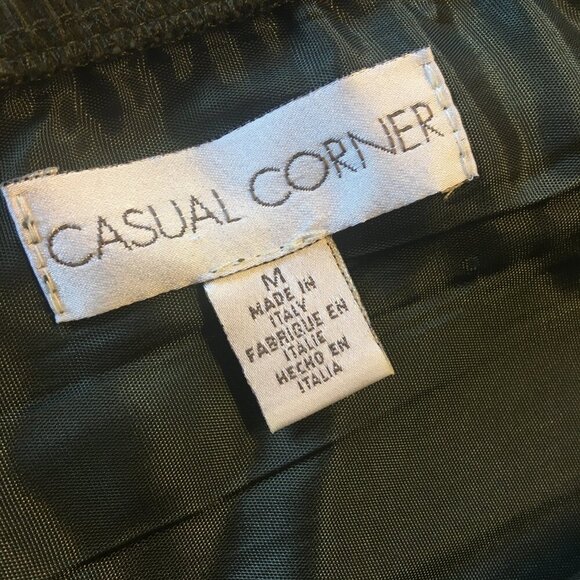 CASUAL CORNER
M
MADE IN
ITALY
FABRIQUE EN
ITALIE
HECHO EN
ITALIA